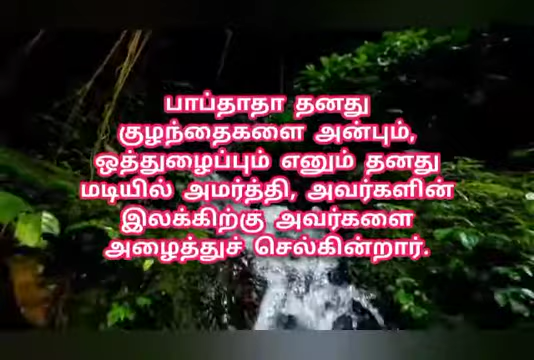 பாப்தாதா தனது
குழந்தைகளை அன்பும்,
ஒத்துழைப்பும் எனும் தனது
மடியில் அமர்த்தி, அவர்களின்
இலக்கிற்கு அவர்களை
அழைத்துச் செல்கின்றார்.